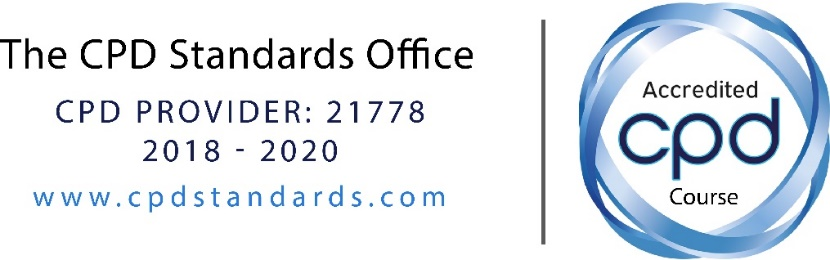 The CPD Standards Office
CPD PROVIDER: 21778
2018 - 2020
www.cpdstandards.com
Accredited
cpd
Course